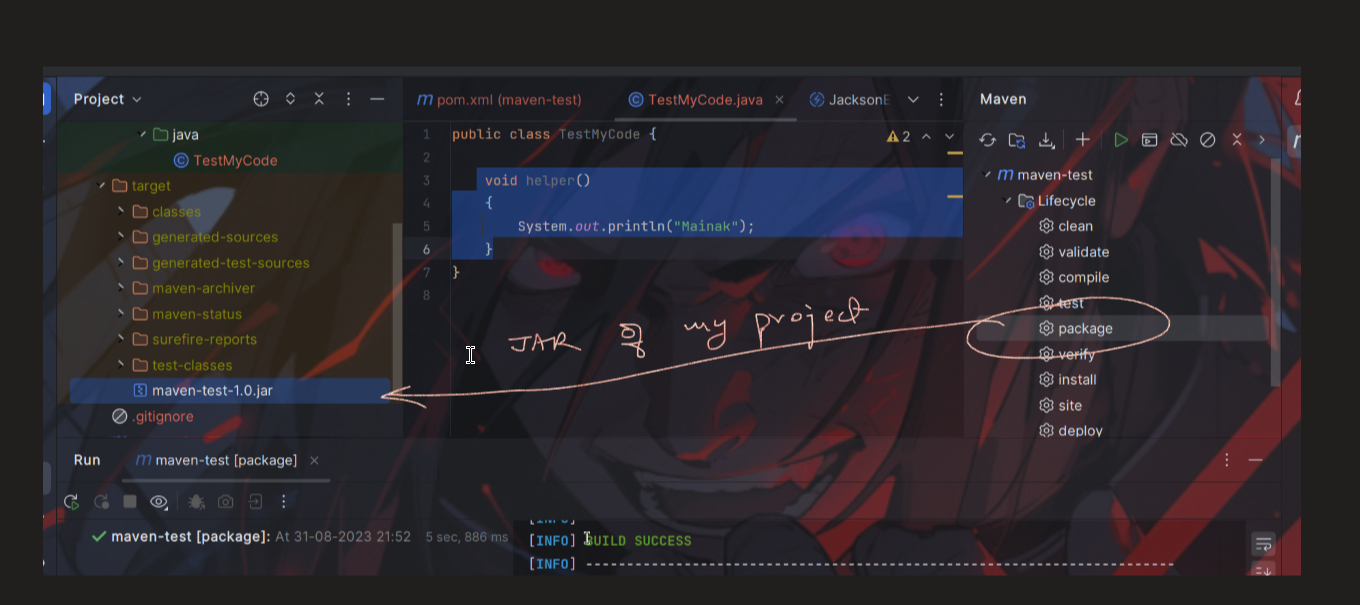 Project
pom.xml (maven-test)
TestMyCode.java
JacksonE
Maven
java
TestMyCode
target
classes
generated-sources
generated-test-sources
maven-archiver
maven-status
surefire-reports
test-classes
maven-test-1.0.jar
.gitignore
1 public class TestMyCode {
2
3 void helper()
4 {
5 System.out.println("Mainak");
6 }
7 }
8
2
JAR of my project
maven-test
Lifecycle
clean
validate
compile
test
package
verify
install
site
deploy
Run
maven-test [package]
maven-test [package]: At 31-08-2023 21:52 5 sec, 886 ms
[INFO]
[INFO] BUILD SUCCESS
[INFO] ------------------------------------------------------------------------